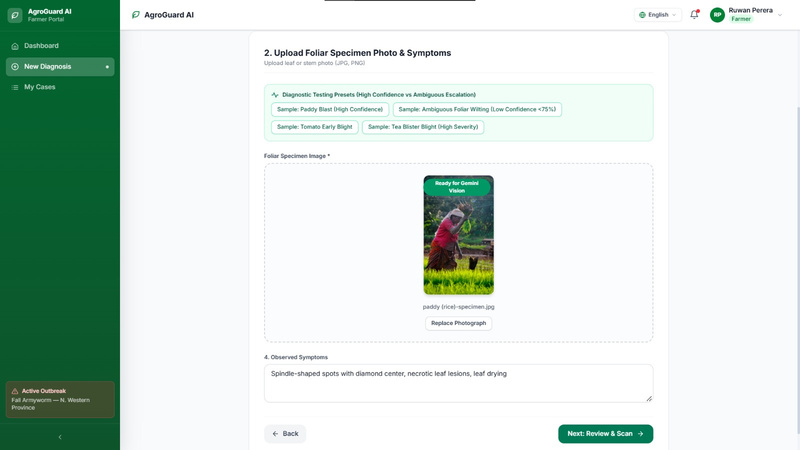 AgroGuard AI
Farmer Portal
Dashboard
New Diagnosis
My Cases
Active Outbreak
Fall Armyworm — N. Western
Province
AgroGuard AI
English
RP
Ruwan Perera
Farmer
2. Upload Foliar Specimen Photo & Symptoms
Upload leaf or stem photo (JPG, PNG)
Diagnostic Testing Presets (High Confidence vs Ambiguous Escalation)
Sample: Paddy Blast (High Confidence)
Sample: Ambiguous Foliar Wilting (Low Confidence <75%)
Sample: Tomato Early Blight
Sample: Tea Blister Blight (High Severity)
Foliar Specimen Image *
Ready for Gemini
Vision
paddy (rice)-specimen.jpg
Replace Photograph
4. Observed Symptoms
Spindle-shaped spots with diamond center, necrotic leaf lesions, leaf drying
Back
Next: Review & Scan